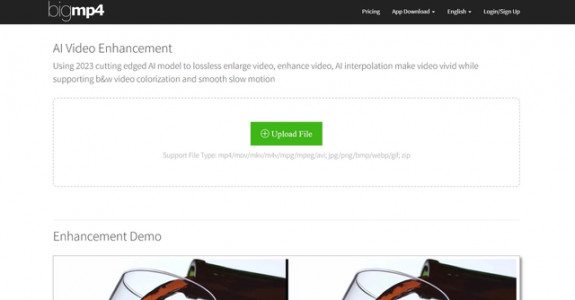 bigmp4
Pricing App Download English Login/Sign Up
AI Video Enhancement
Using 2023 cutting edged AI model to lossless enlarge video, enhance video, AI interpolation make video vivid while
supporting b&w video colorization and smooth slow motion
Upload File
Support File Type: mp4/mov/mkv/m4v/mpg/mpeg/avi; jpg/png/bmp/webp/gif; zip
Enhancement Demo